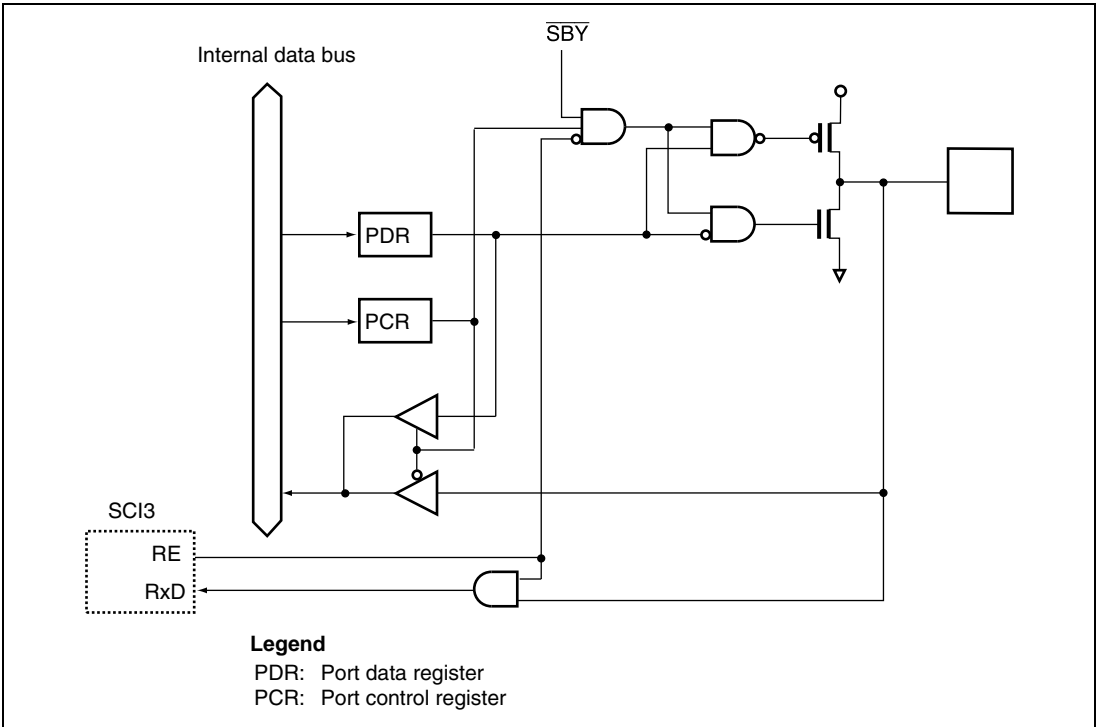 SBY
Internal data bus
PDR
PCR
SCI3
RE
RxD
Legend
PDR: Port data register
PCR: Port control register